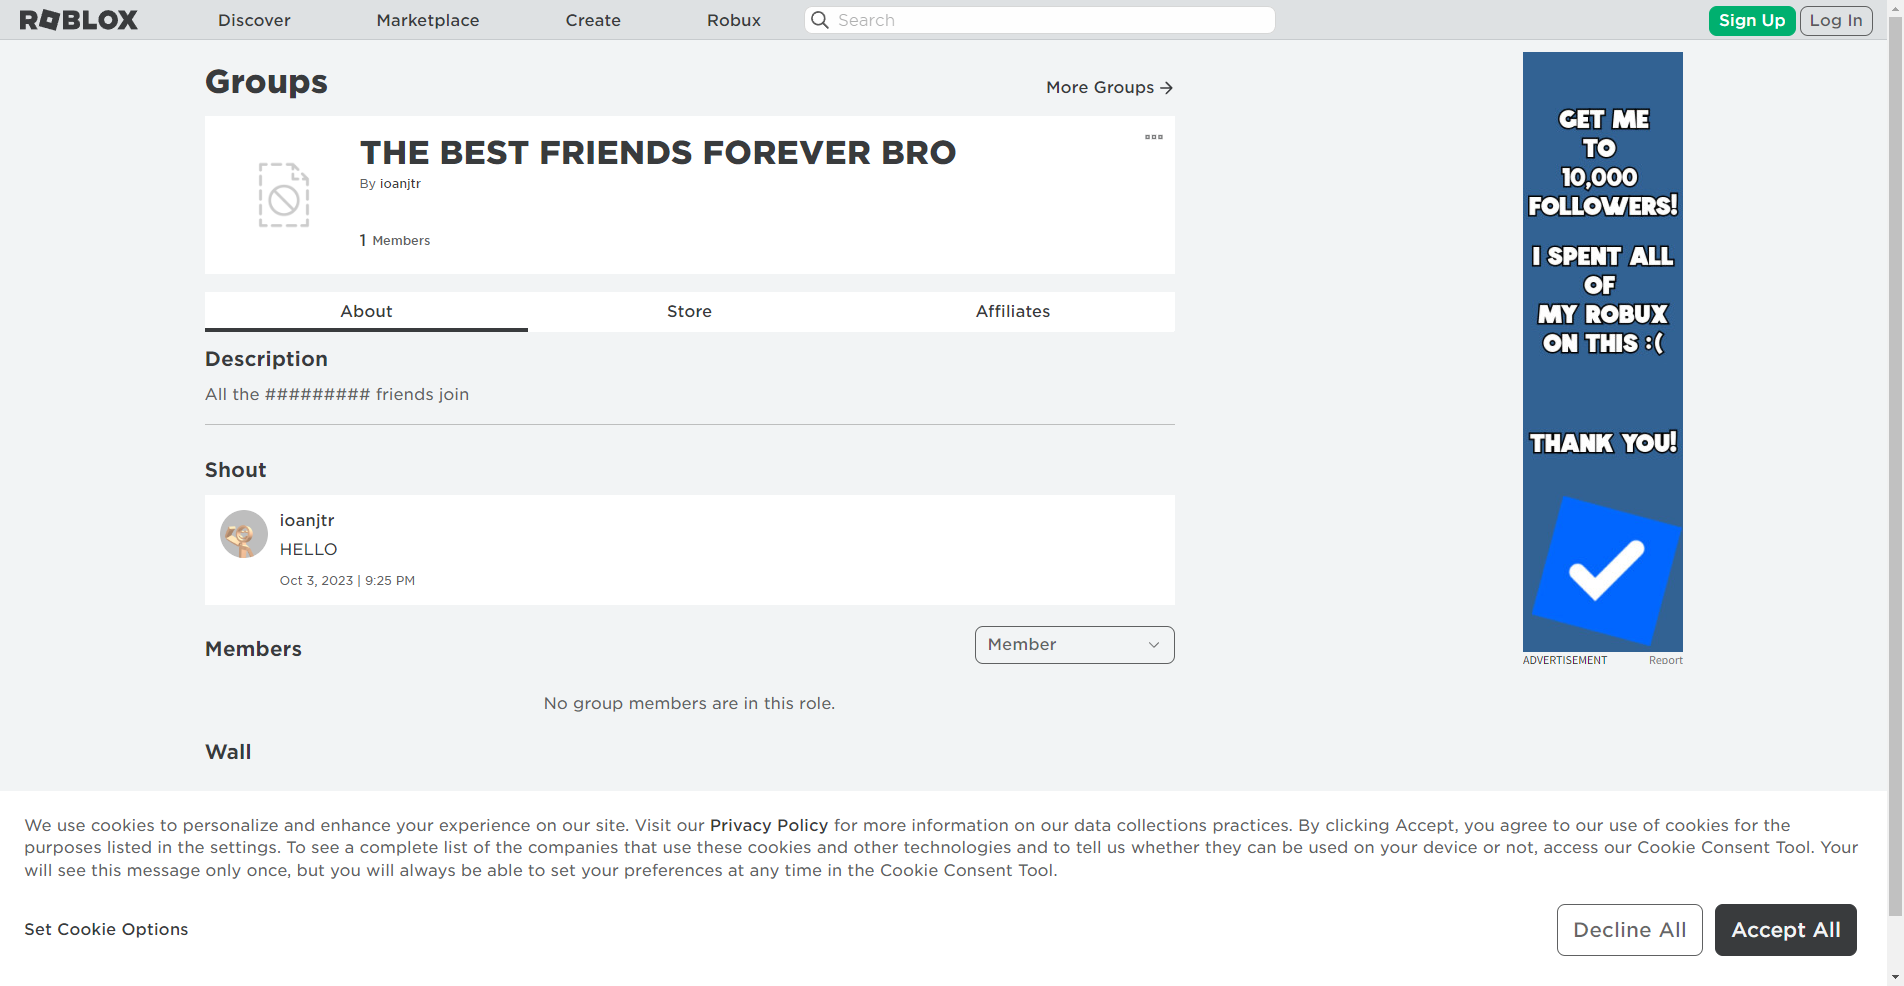 ROBLOX
Discover
Marketplace
Create
Robux
Search
Sign Up
Log In
Groups
More Groups →
THE BEST FRIENDS FOREVER BRO
By ioanjtr
1 Members
About
Store
Affiliates
Description
All the ######### friends join
Shout
ioanjtr
HELLO
Oct 3, 2023 | 9:25 PM
Members
Member
No group members are in this role.
Wall
GET ME
TO
10,000
FOLLOWERS!
I SPENT ALL
OF
MY ROBUX
ON THIS :(
THANK YOU!
ADVERTISEMENT
Report
We use cookies to personalize and enhance your experience on our site. Visit our Privacy Policy for more information on our data collections practices. By clicking Accept, you agree to our use of cookies for the
purposes listed in the settings. To see a complete list of the companies that use these cookies and other technologies and to tell us whether they can be used on your device or not, access our Cookie Consent Tool. Your
will see this message only once, but you will always be able to set your preferences at any time in the Cookie Consent Tool.
Set Cookie Options
Decline All
Accept All